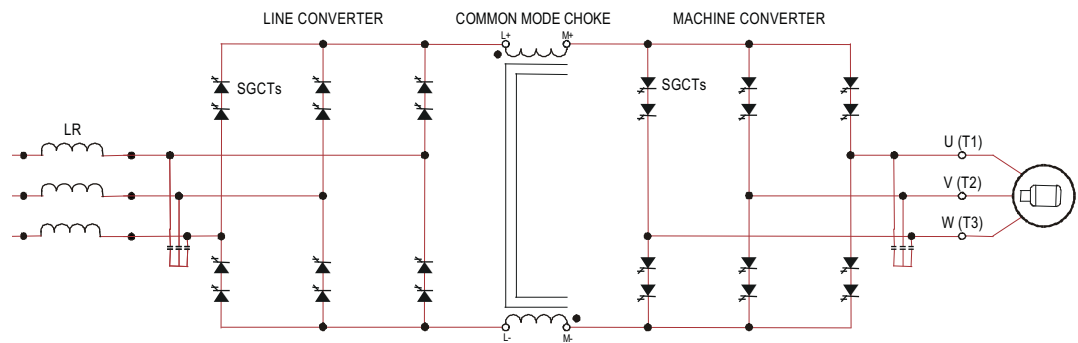 LINE CONVERTER
COMMON MODE CHOKE
MACHINE CONVERTER
L+
M+
SGCTs
SGCTs
LR
U (T1)
V (T2)
W (T3)
L-
M-